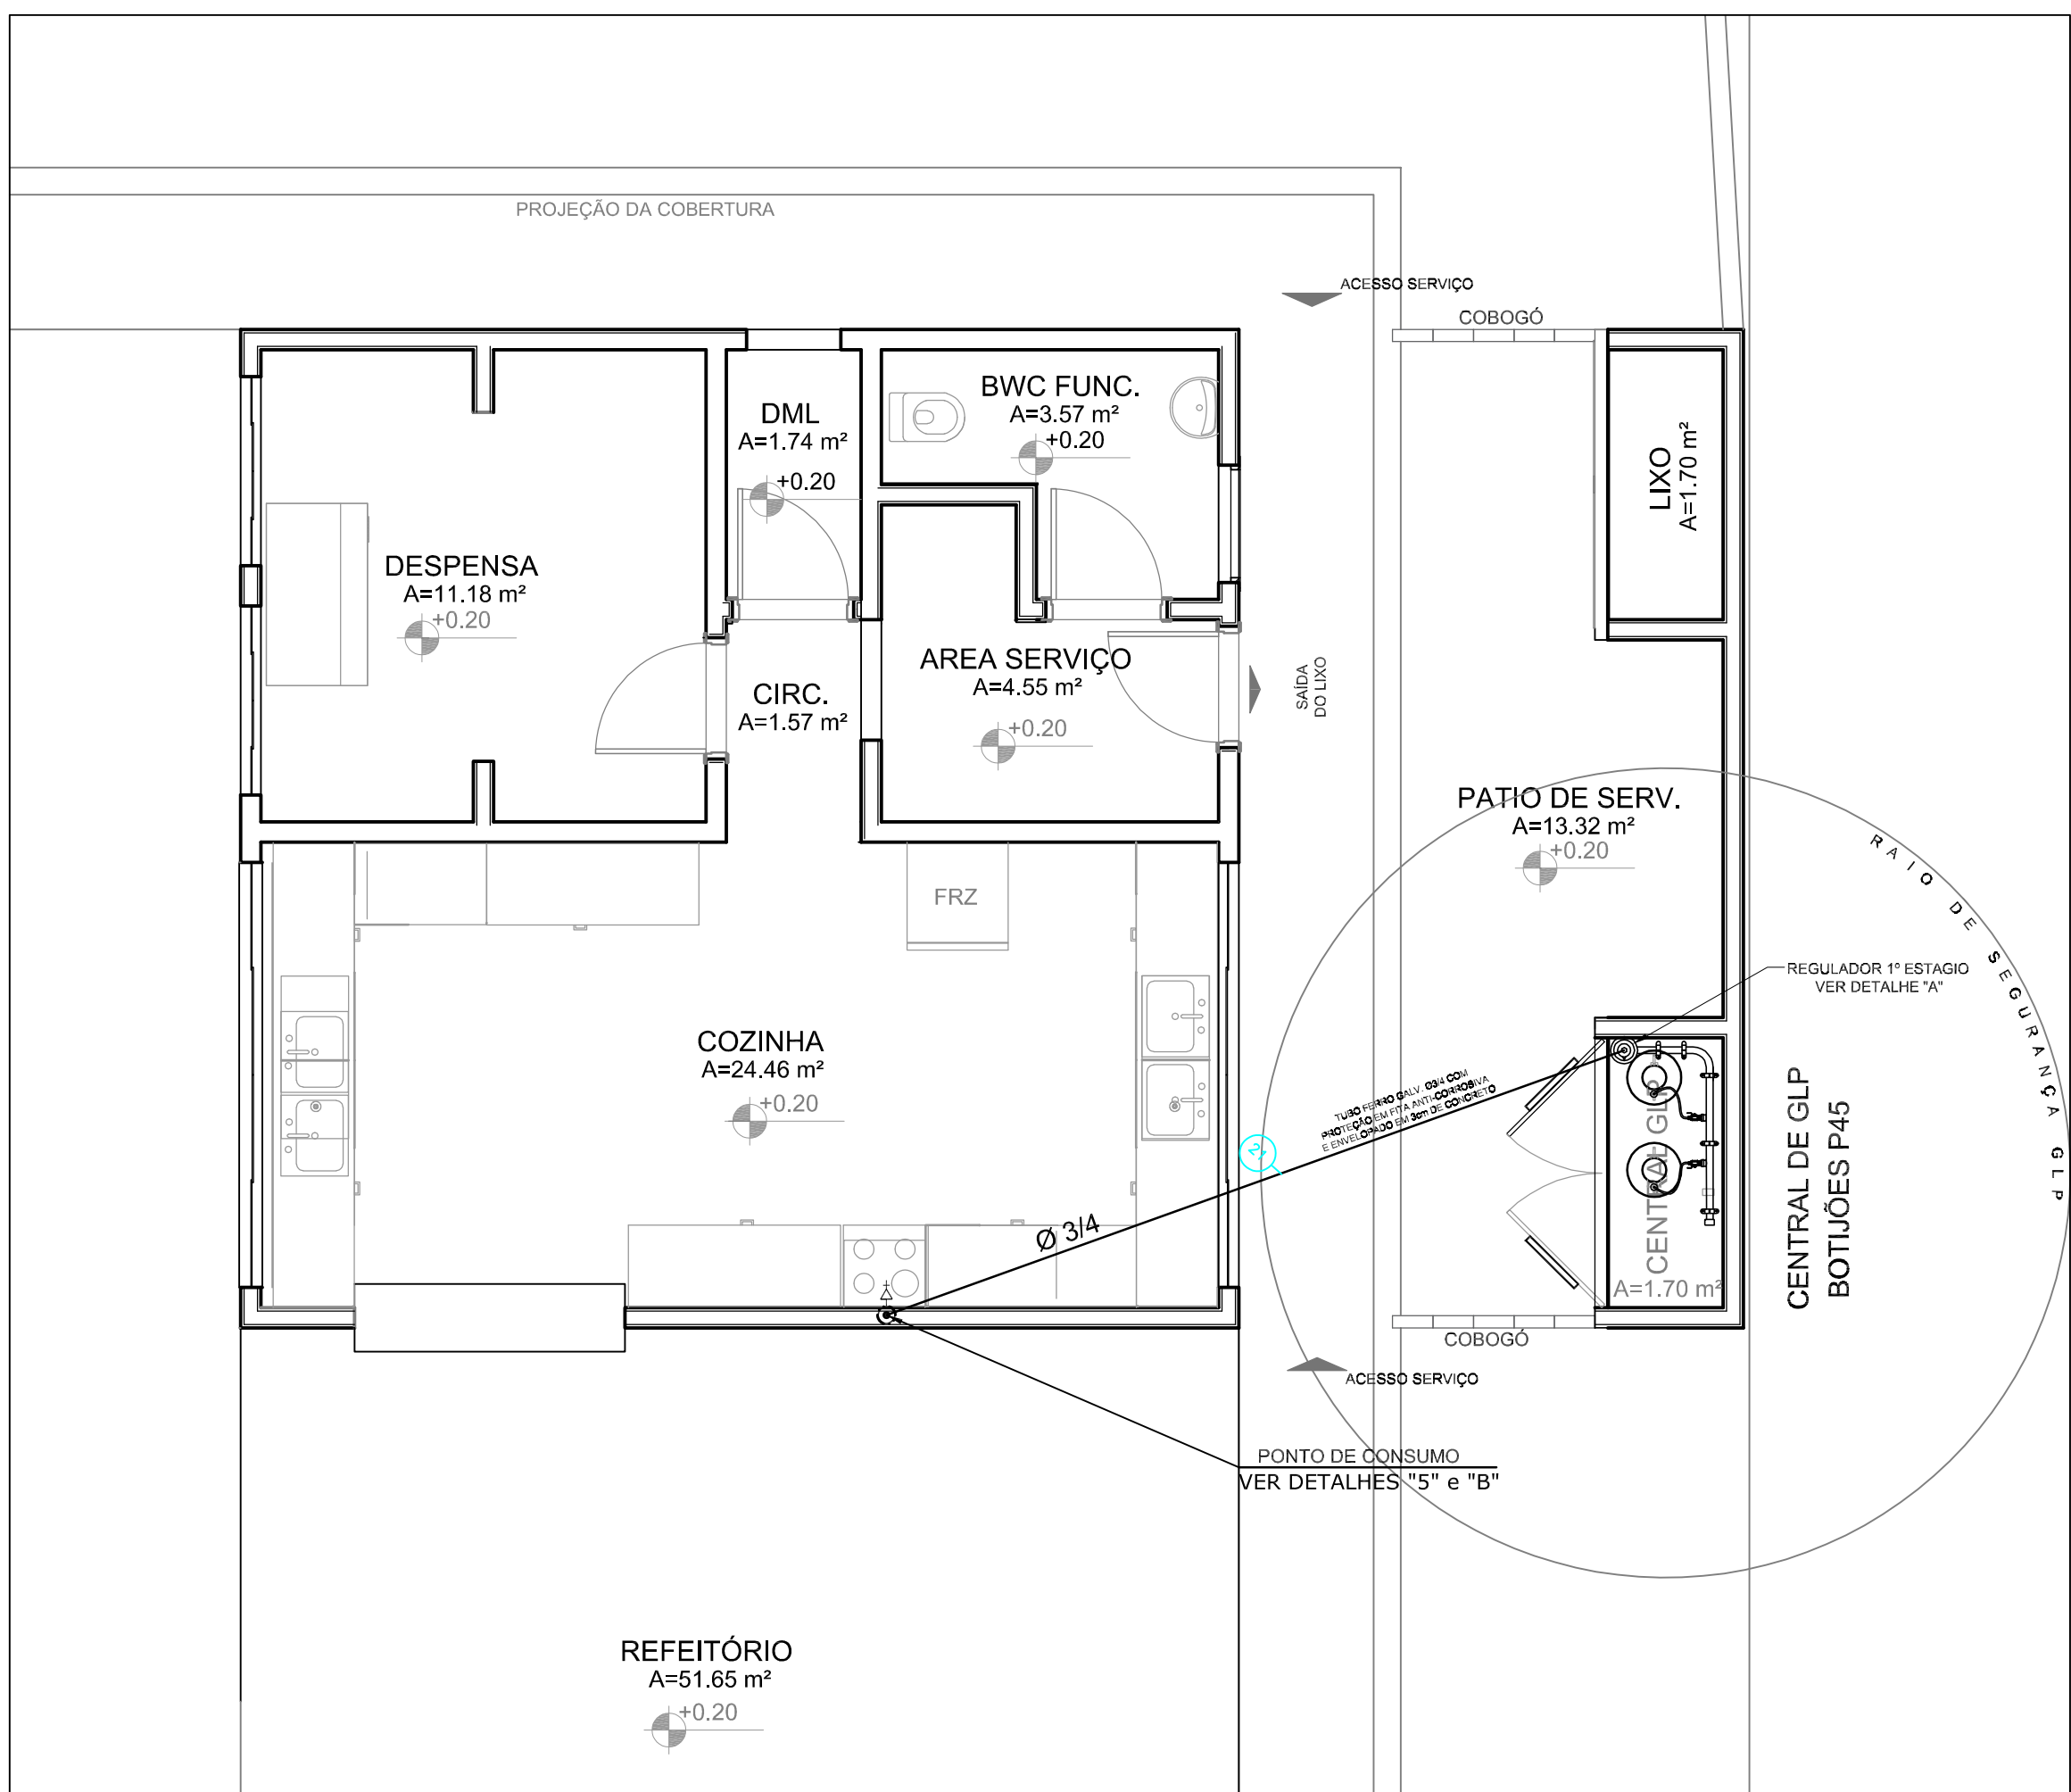 PROJEÇÃO DA COBERTURA
ACESSO SERVIÇO
COBOGÓ
BWC FUNC.
A=3.57 m²
+0.20
DML
A=1.74 m²
+0.20
LIXO
A=1.70 m²
DESPENSA
A=11.18 m²
+0.20
AREA SERVIÇO
A=4.55 m²
+0.20
SAÍDA
DO LIXO
CIRC.
A=1.57 m²
PATIO DE SERV.
A=13.32 m²
+0.20
RAIO DE SEGURANÇA GLP
FRZ
REGULADOR 1º ESTAGIO
VER DETALHE "A"
COZINHA
A=24.46 m²
+0.20
TUBO FERRO GALV. Ø3/4 COM
PROTEÇÃO EM FITA ANTI-CORROSIVA
E ENVELOPADO EM 3cm DE CONCRETO
21
Ø 3/4
CENTRAL GLP
A=1.70 m²
CENTRAL DE GLP
BOTIJÕES P45
COBOGÓ
ACESSO SERVIÇO
PONTO DE CONSUMO
VER DETALHES "5" e "B"
REFEITÓRIO
A=51.65 m²
+0.20